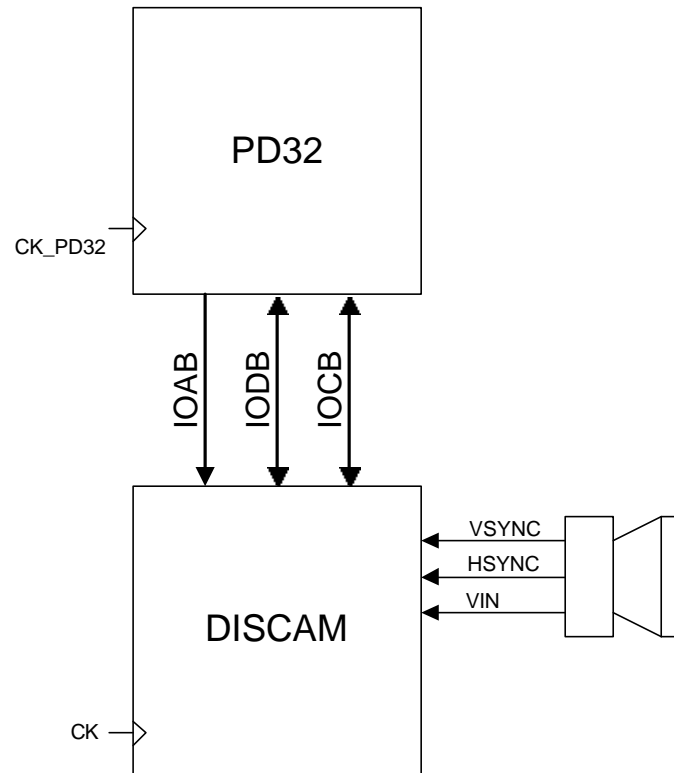 PD32
CK_PD32
IOAB
IODB
IOCB
VSYNC
HSYNC
VIN
DISCAM
CK